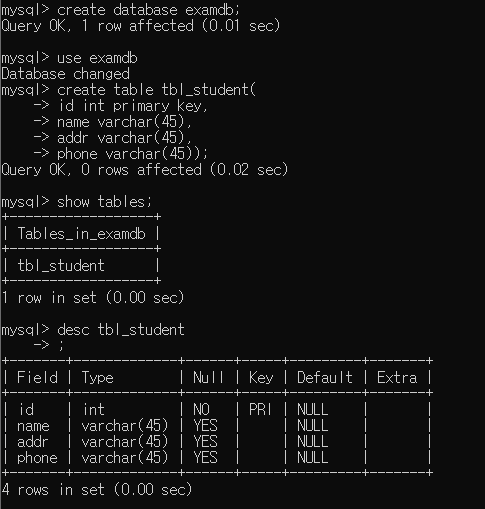 mysql> create database examdb;
Query OK, 1 row affected (0.01 sec)

mysql> use examdb
Database changed
mysql> create table tbl_student(
    -> id int primary key,
    -> name varchar(45),
    -> addr varchar(45),
    -> phone varchar(45));
Query OK, 0 rows affected (0.02 sec)

mysql> show tables;
+------------------+
| Tables_in_examdb |
+------------------+
| tbl_student      |
+------------------+
1 row in set (0.00 sec)

mysql> desc tbl_student
    -> ;
+-------+-------------+------+-----+---------+-------+
| Field | Type        | Null | Key | Default | Extra |
+-------+-------------+------+-----+---------+-------+
| id    | int         | NO   | PRI | NULL    |       |
| name  | varchar(45) | YES  |     | NULL    |       |
| addr  | varchar(45) | YES  |     | NULL    |       |
| phone | varchar(45) | YES  |     | NULL    |       |
+-------+-------------+------+-----+---------+-------+
4 rows in set (0.00 sec)